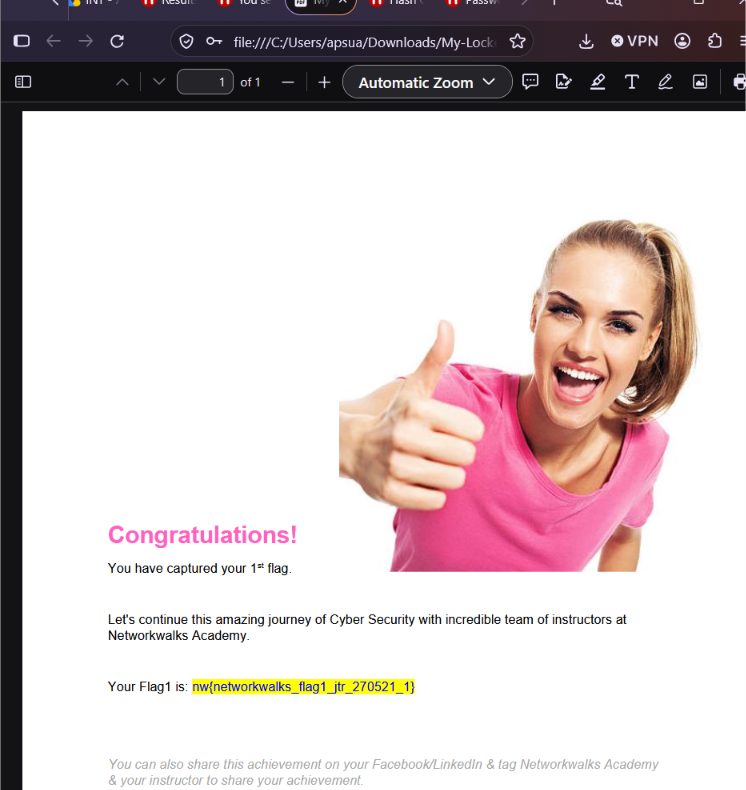 file:///C:/Users/apsua/Downloads/My-Lock
VPN
1 of 1
Automatic Zoom
Congratulations!
You have captured your 1st flag.
Let's continue this amazing journey of Cyber Security with incredible team of instructors at
Networkwalks Academy.
Your Flag1 is: nw{networkwalks_flag1_jtr_270521_1}
You can also share this achievement on your Facebook/LinkedIn & tag Networkwalks Academy
& your instructor to share your achievement.